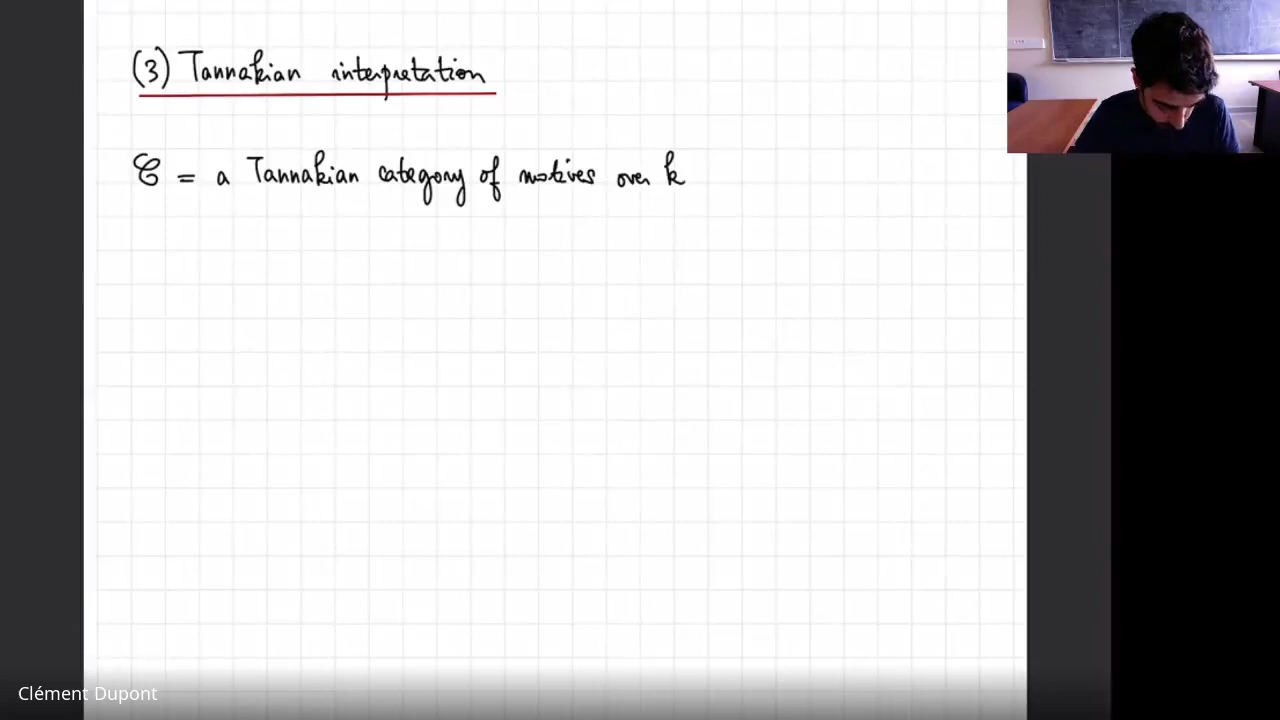 (3) Tannakian interpretation
𝒞 = a Tannakian category of motives over k
Clément Dupont